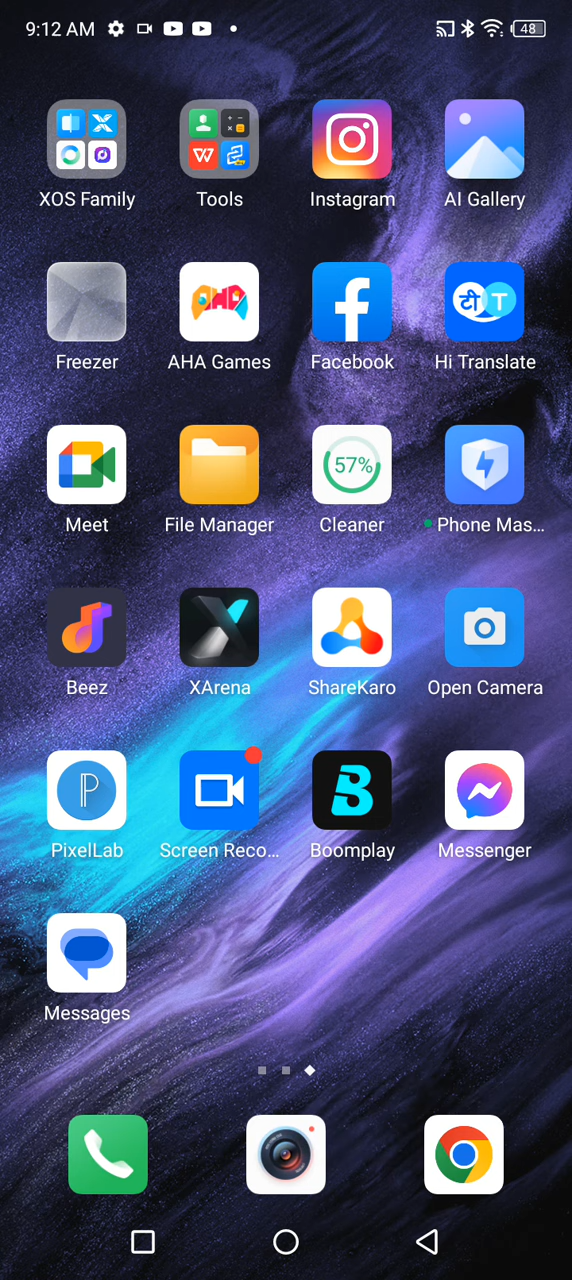 9:12 AM
48
XOS Family
Tools
Instagram
AI Gallery
टी T
Freezer
AHA Games
Facebook
Hi Translate
57%
Meet
File Manager
Cleaner
Phone Mas...
Beez
XArena
ShareKaro
Open Camera
PixelLab
Screen Reco...
Boomplay
Messenger
Messages